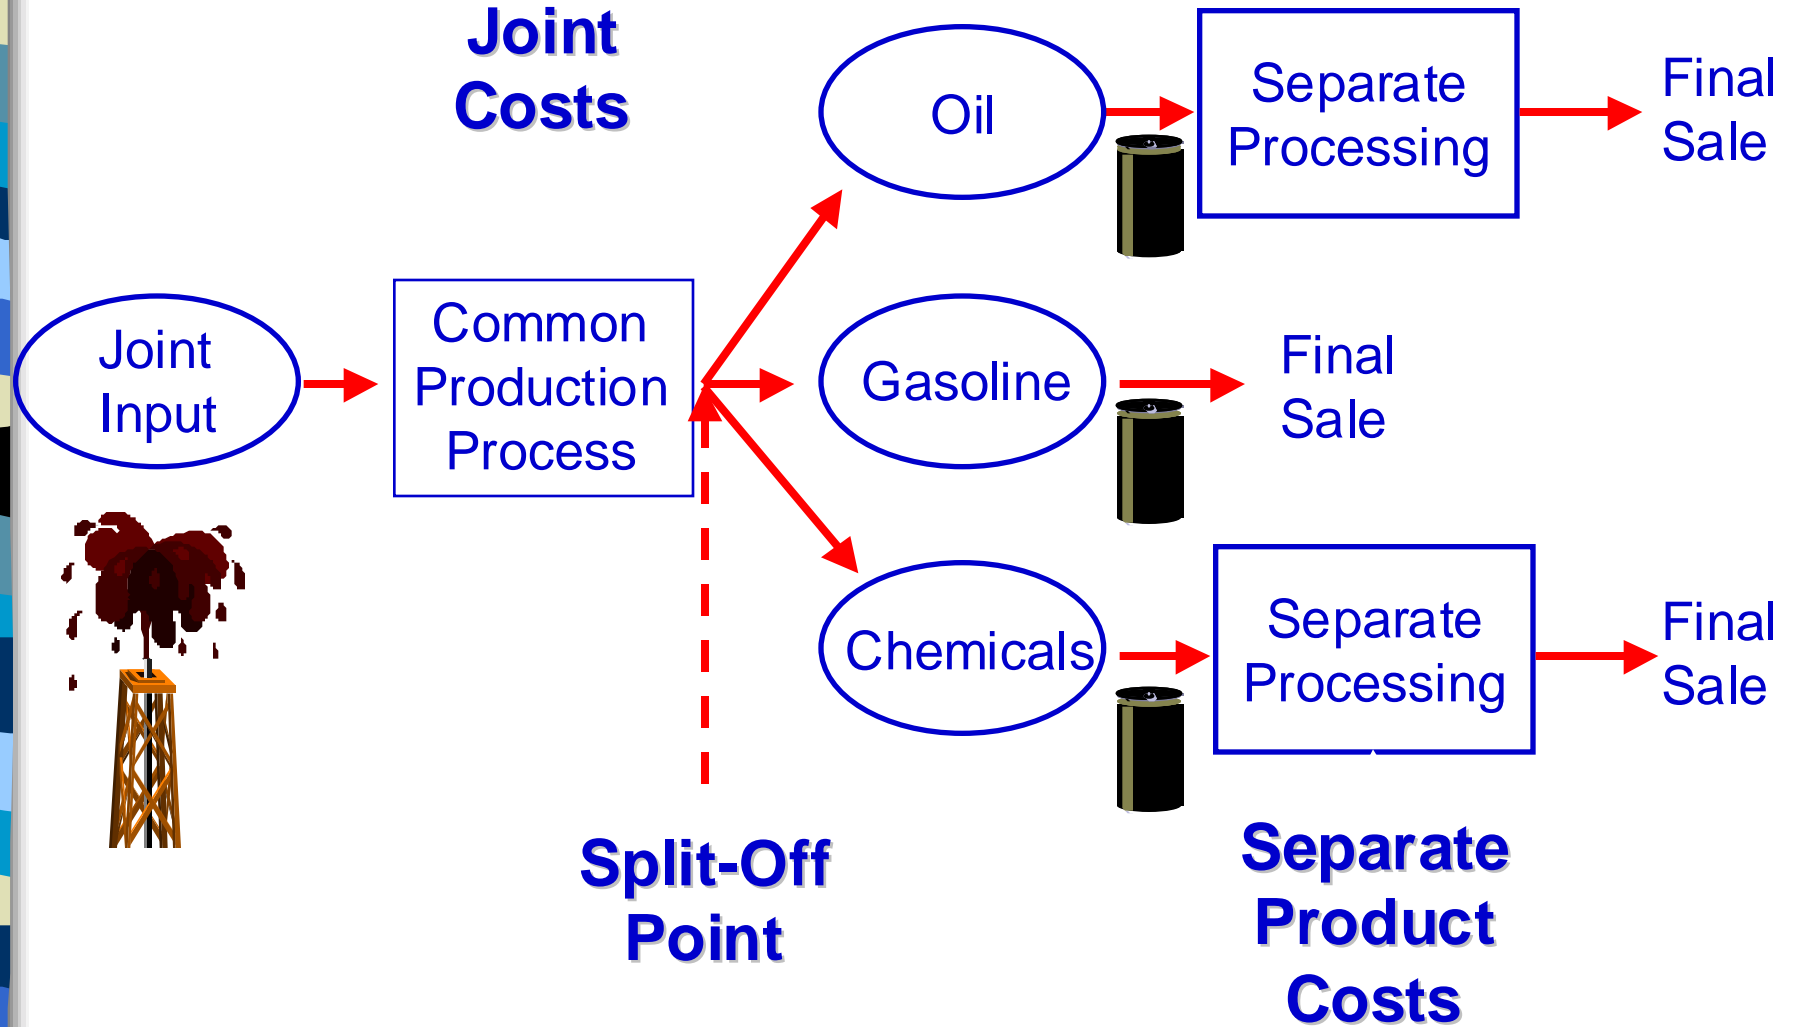 Joint
Costs
Oil
Separate
Processing
Final
Sale
Joint
Input
Common
Production
Process
Gasoline
Final
Sale
Chemicals
Separate
Processing
Final
Sale
Split-Off
Point
Separate
Product
Costs